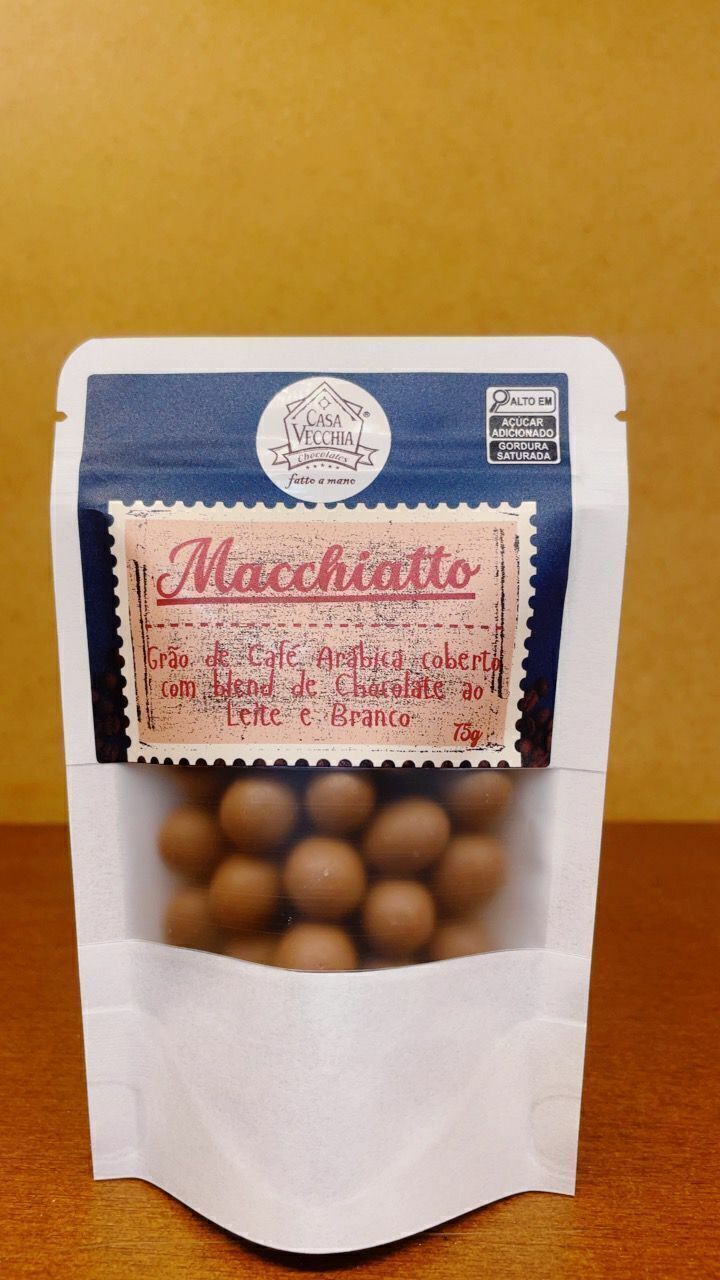 CASA
VECCHIA
®
Chocolates
fatto a mano
ALTO EM
AÇÚCAR
ADICIONADO
GORDURA
SATURADA
Macchiatto
Grão de Café Arábica coberto
com blend de Chocolate ao
Leite e Branco
75g